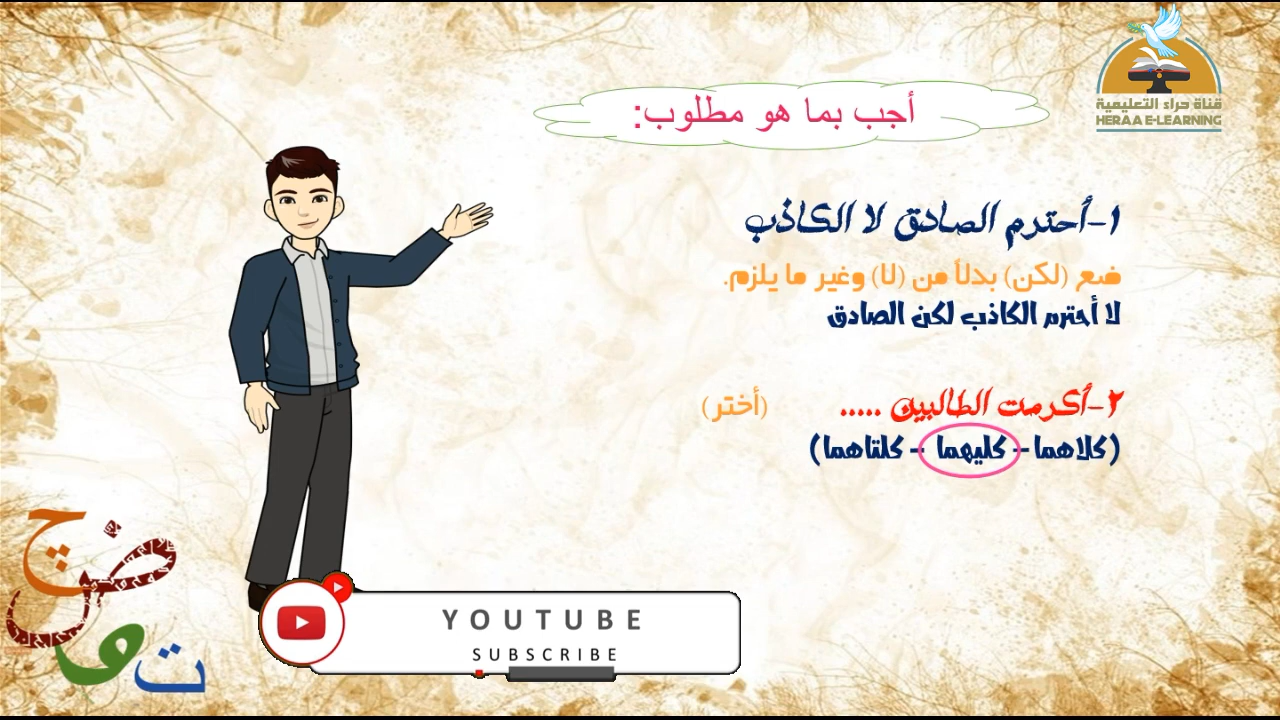 قناة حراء التعليمية
HERAA E-LEARNING
أجب بما هو مطلوب:
١-أحترم الصادق لا الكاذب
ضع (لكن) بدلاً من (لا) وغير ما يلزم.
لا أحترم الكاذب لكن الصادق
٢-أكرمت الطالبين ..... (أختر)
(كلاهما - كليهما - كلتاهما)
ج
ض
و
ت
YOUTUBE
SUBSCRIBE